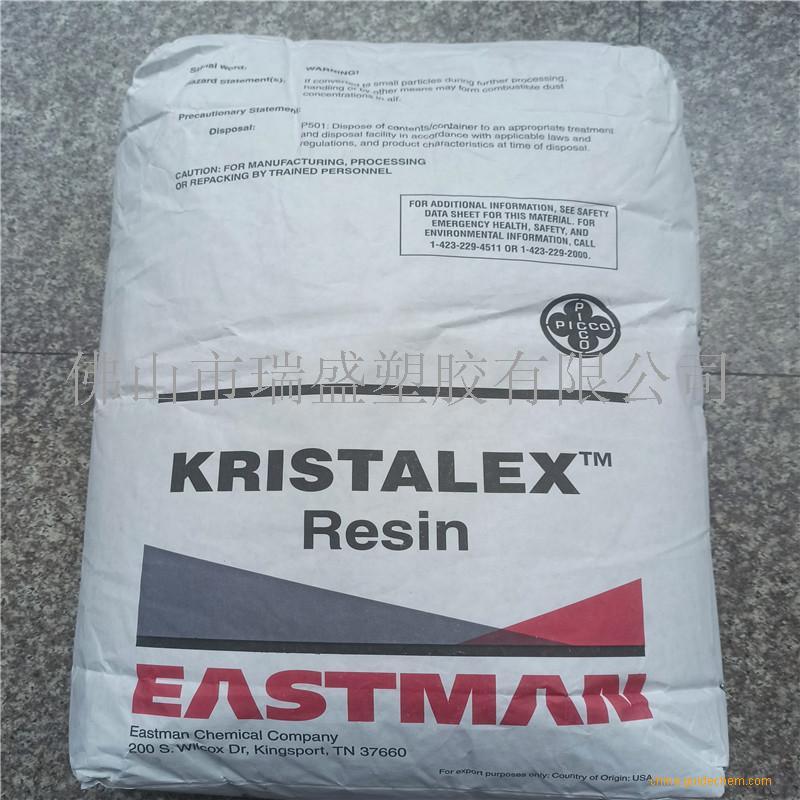 Signal Word: WARNING!
Hazard Statement(s): If converted to small particles during further processing,
handling or by other means may form combustible dust
concentrations in air.
Precautionary Statement:
Disposal: P501: Dispose of contents/container to an appropriate treatment
and disposal facility in accordance with applicable laws and
regulations, and product characteristics at time of disposal.
CAUTION: FOR MANUFACTURING, PROCESSING
OR REPACKING BY TRAINED PERSONNEL
FOR ADDITIONAL INFORMATION, SEE SAFETY
DATA SHEET FOR THIS MATERIAL. FOR
EMERGENCY HEALTH, SAFETY, AND
ENVIRONMENTAL INFORMATION, CALL
1-423-229-4511 OR 1-423-229-2000.
PICCO
PICCO
佛山市瑞盛塑胶有限公司
KRISTALEX™
Resin
EASTMAN
Eastman Chemical Company
200 S. Wilcox Dr, Kingsport, TN 37660
For export purposes only: Country of Origin: USA
china.guidechem.com